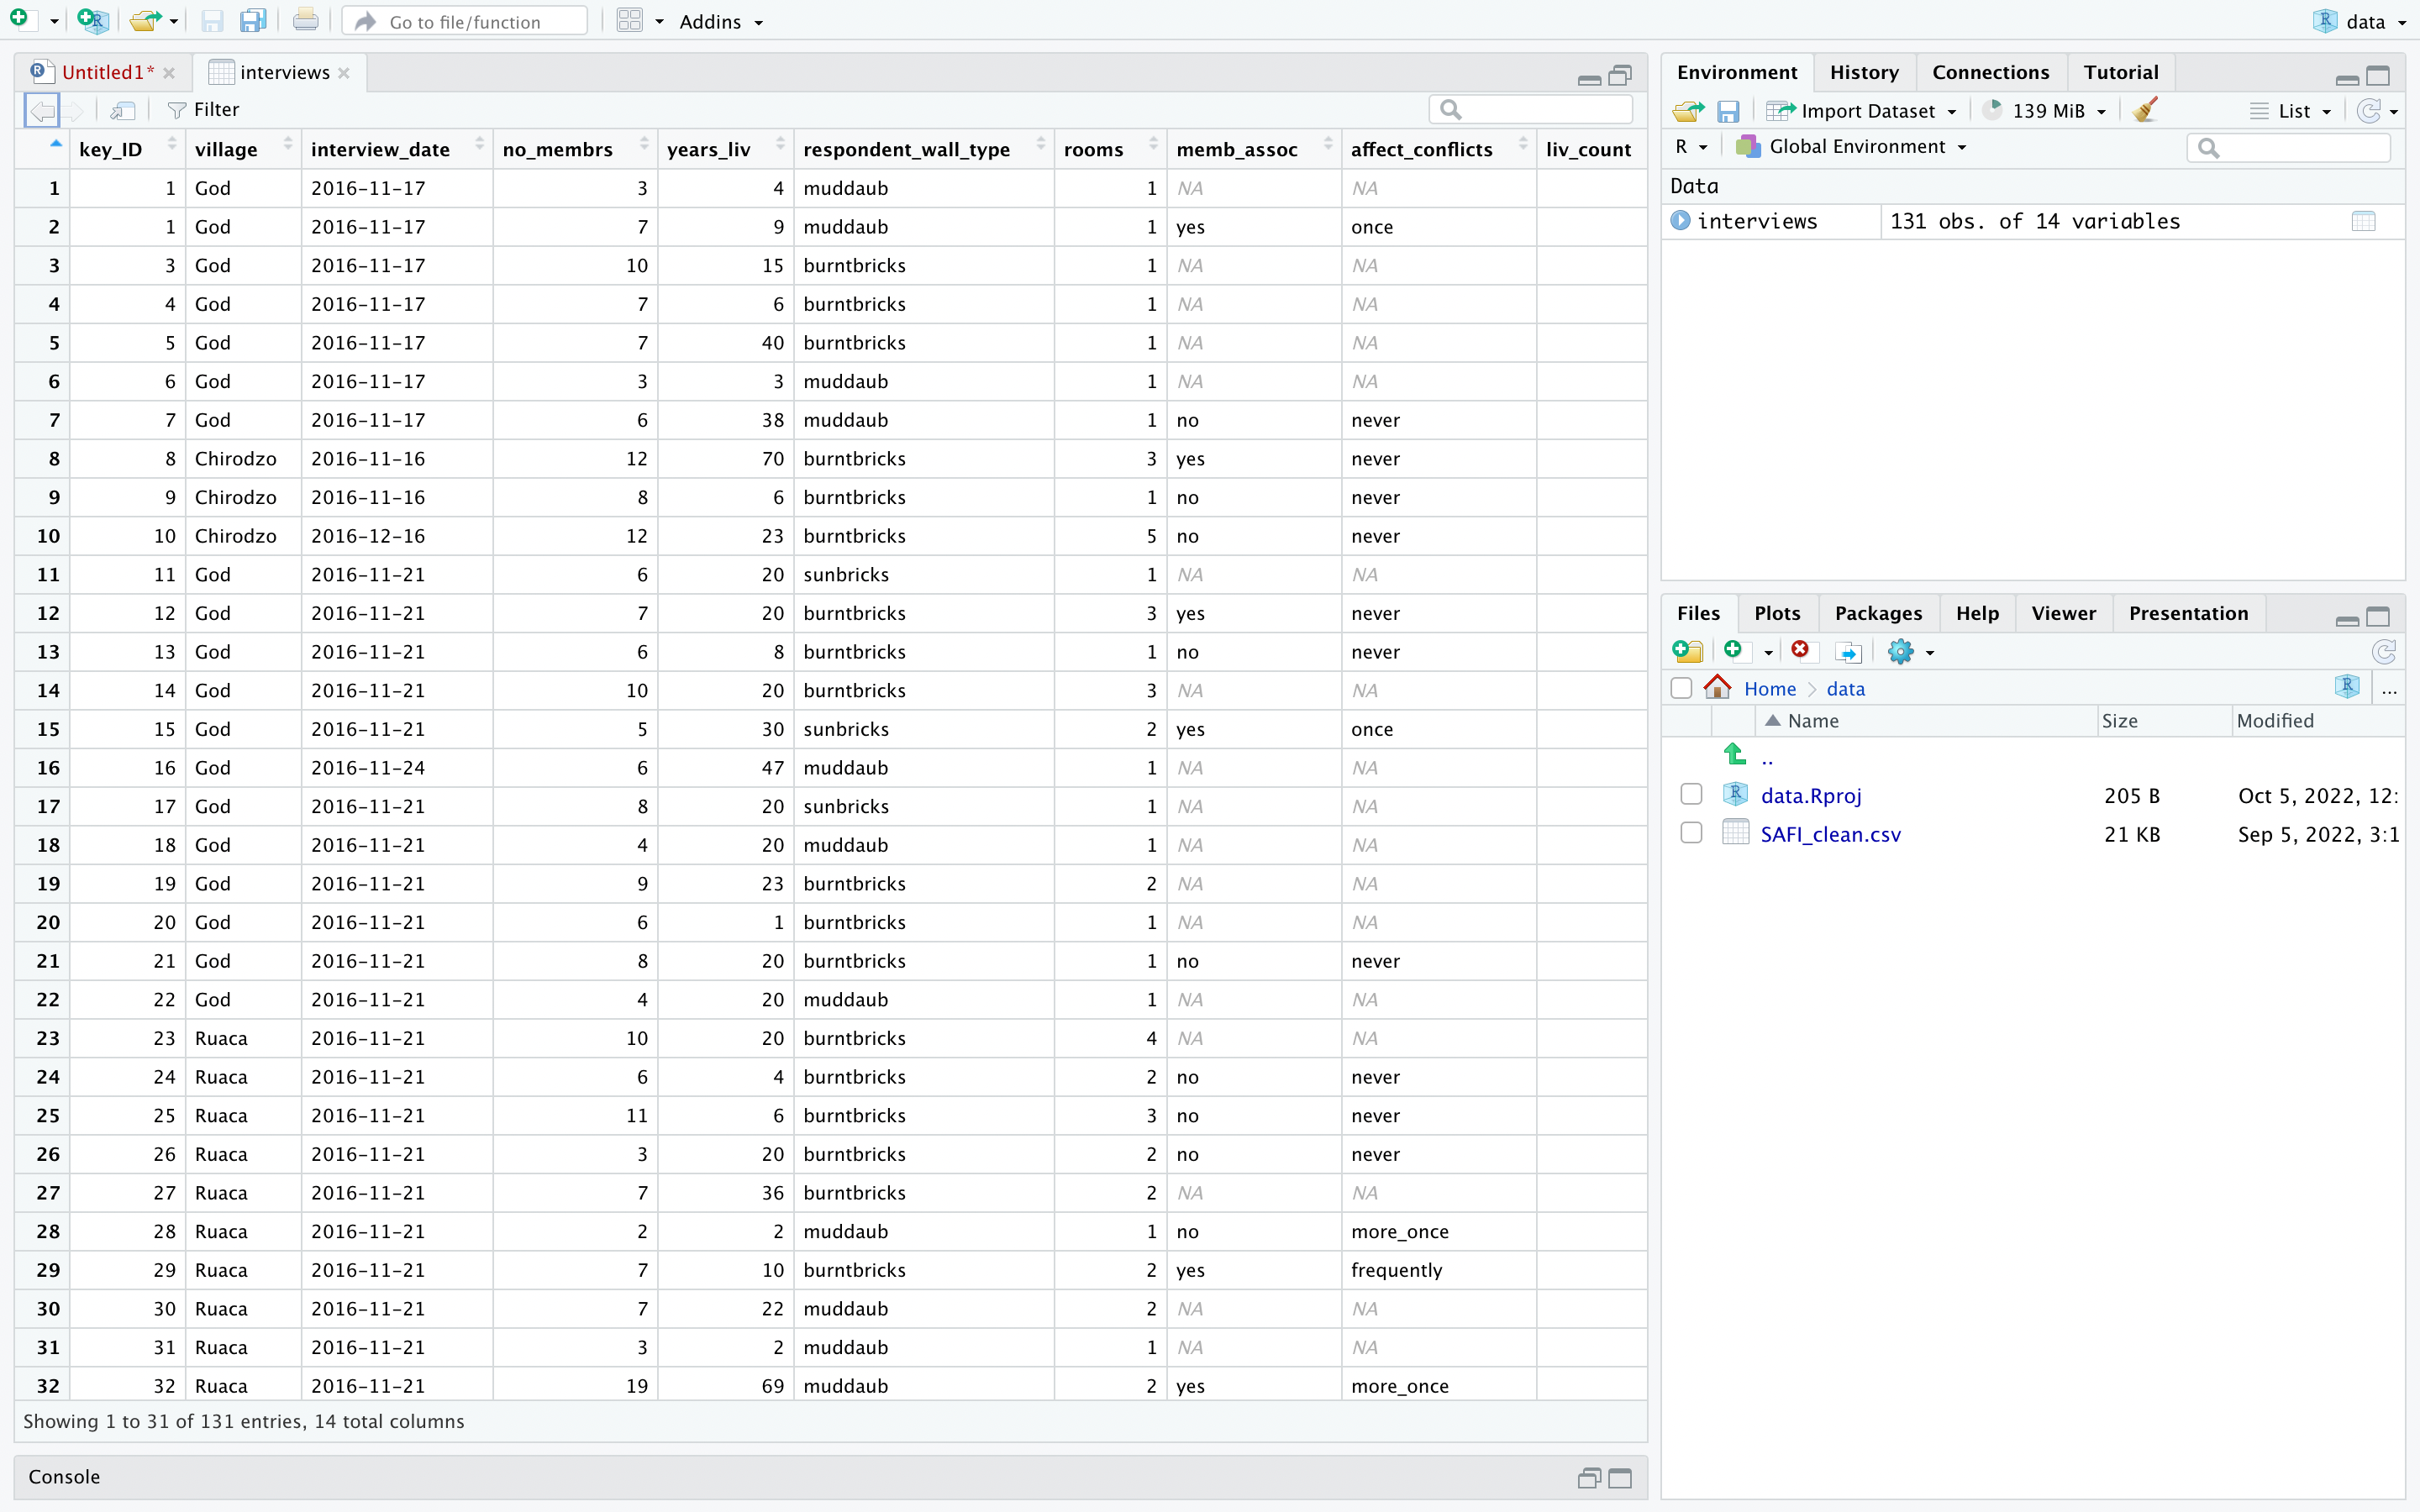 Go to file/function Addins data
Untitled1* interviews
Filter
key_ID village interview_date no_membrs years_liv respondent_wall_type rooms memb_assoc affect_conflicts liv_count
1 1 God 2016-11-17 3 4 muddaub 1 NA NA
2 1 God 2016-11-17 7 9 muddaub 1 yes once
3 3 God 2016-11-17 10 15 burntbricks 1 NA NA
4 4 God 2016-11-17 7 6 burntbricks 1 NA NA
5 5 God 2016-11-17 7 40 burntbricks 1 NA NA
6 6 God 2016-11-17 3 3 muddaub 1 NA NA
7 7 God 2016-11-17 6 38 muddaub 1 no never
8 8 Chirodzo 2016-11-16 12 70 burntbricks 3 yes never
9 9 Chirodzo 2016-11-16 8 6 burntbricks 1 no never
10 10 Chirodzo 2016-12-16 12 23 burntbricks 5 no never
11 11 God 2016-11-21 6 20 sunbricks 1 NA NA
12 12 God 2016-11-21 7 20 burntbricks 3 yes never
13 13 God 2016-11-21 6 8 burntbricks 1 no never
14 14 God 2016-11-21 10 20 burntbricks 3 NA NA
15 15 God 2016-11-21 5 30 sunbricks 2 yes once
16 16 God 2016-11-24 6 47 muddaub 1 NA NA
17 17 God 2016-11-21 8 20 sunbricks 1 NA NA
18 18 God 2016-11-21 4 20 muddaub 1 NA NA
19 19 God 2016-11-21 9 23 burntbricks 2 NA NA
20 20 God 2016-11-21 6 1 burntbricks 1 NA NA
21 21 God 2016-11-21 8 20 burntbricks 1 no never
22 22 God 2016-11-21 4 20 muddaub 1 NA NA
23 23 Ruaca 2016-11-21 10 20 burntbricks 4 NA NA
24 24 Ruaca 2016-11-21 6 4 burntbricks 2 no never
25 25 Ruaca 2016-11-21 11 6 burntbricks 3 no never
26 26 Ruaca 2016-11-21 3 20 burntbricks 2 no never
27 27 Ruaca 2016-11-21 7 36 burntbricks 2 NA NA
28 28 Ruaca 2016-11-21 2 2 muddaub 1 no more_once
29 29 Ruaca 2016-11-21 7 10 burntbricks 2 yes frequently
30 30 Ruaca 2016-11-21 7 22 muddaub 2 NA NA
31 31 Ruaca 2016-11-21 3 2 muddaub 1 NA NA
32 32 Ruaca 2016-11-21 19 69 muddaub 2 yes more_once
Showing 1 to 31 of 131 entries, 14 total columns
Console
Environment History Connections Tutorial
Import Dataset 139 MiB List
R Global Environment
Data
interviews 131 obs. of 14 variables
Files Plots Packages Help Viewer Presentation
Home data ...
Name Size Modified
..
data.Rproj 205 B Oct 5, 2022, 12:
SAFI_clean.csv 21 KB Sep 5, 2022, 3:1